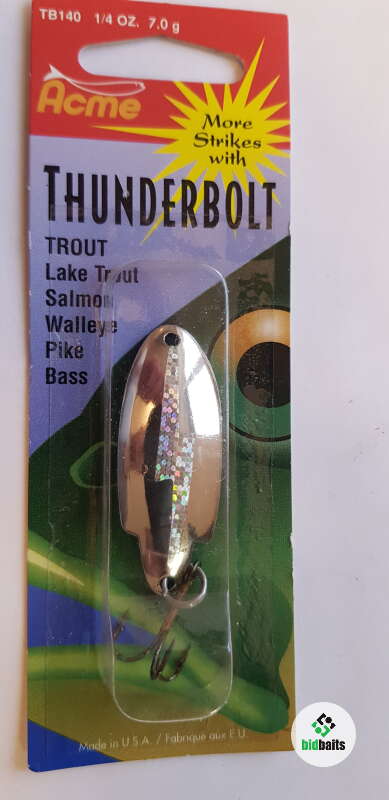 TB140 1/4 OZ. 7.0 g
Acme
More
Strikes
with
THUNDERBOLT
TROUT
Lake Trout
Salmon
Walleye
Pike
Bass
Made in U.S.A. / Fabrique aux E.U.
bidbaits